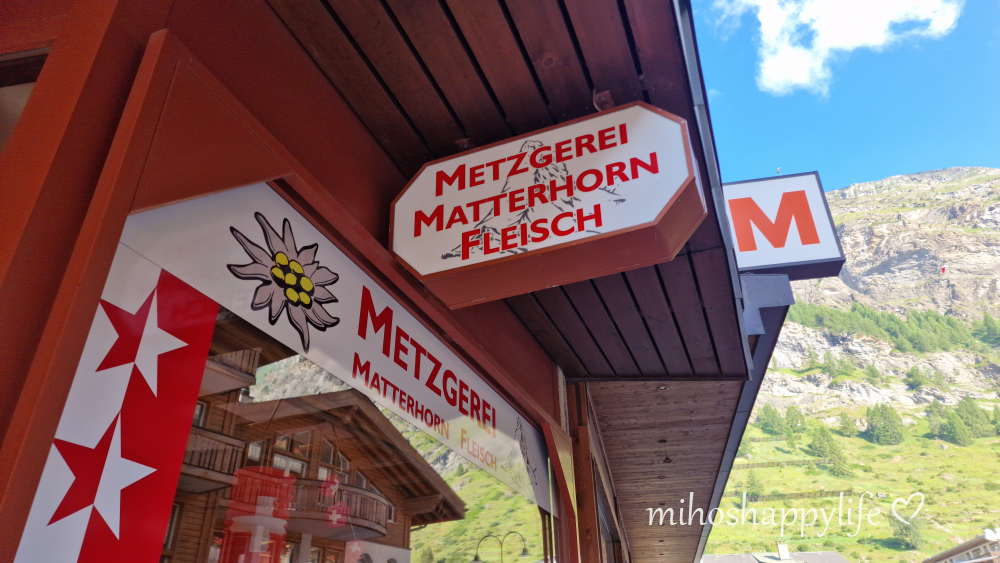 METZGEREI
MATTERHORN
FLEISCH
M
METZGEREI
MATTERHORN FLEISCH
mihoshappylife